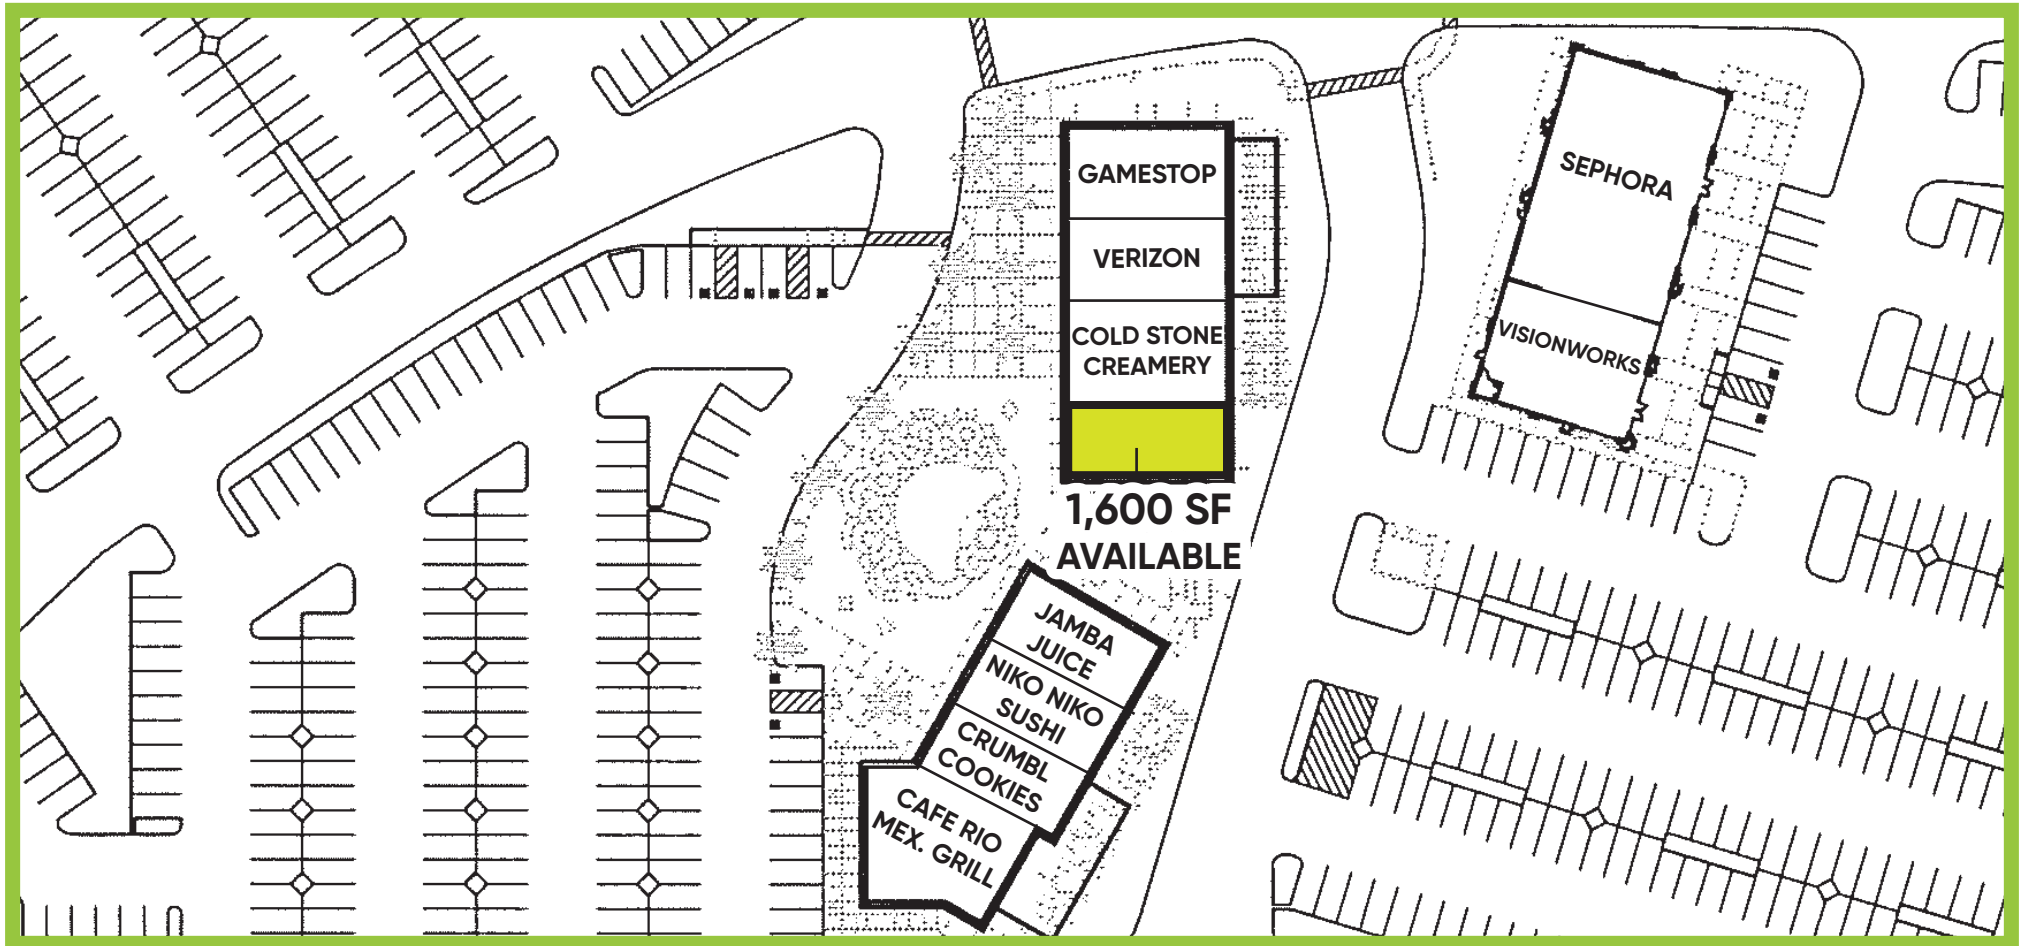 GAMESTOP
VERIZON
COLD STONE
CREAMERY
1,600 SF
AVAILABLE
SEPHORA
VISIONWORKS
JAMBA
JUICE
NIKO NIKO
SUSHI
CRUMBL
COOKIES
CAFE RIO
MEX. GRILL